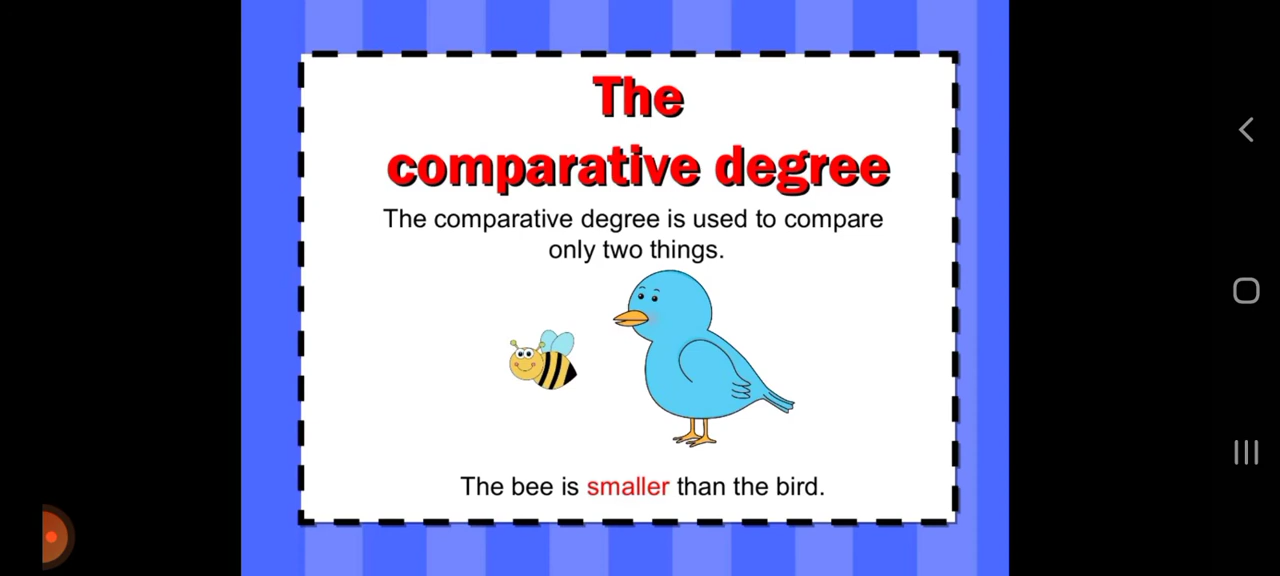 The
comparative degree
The comparative degree is used to compare
only two things.
The bee is smaller than the bird.